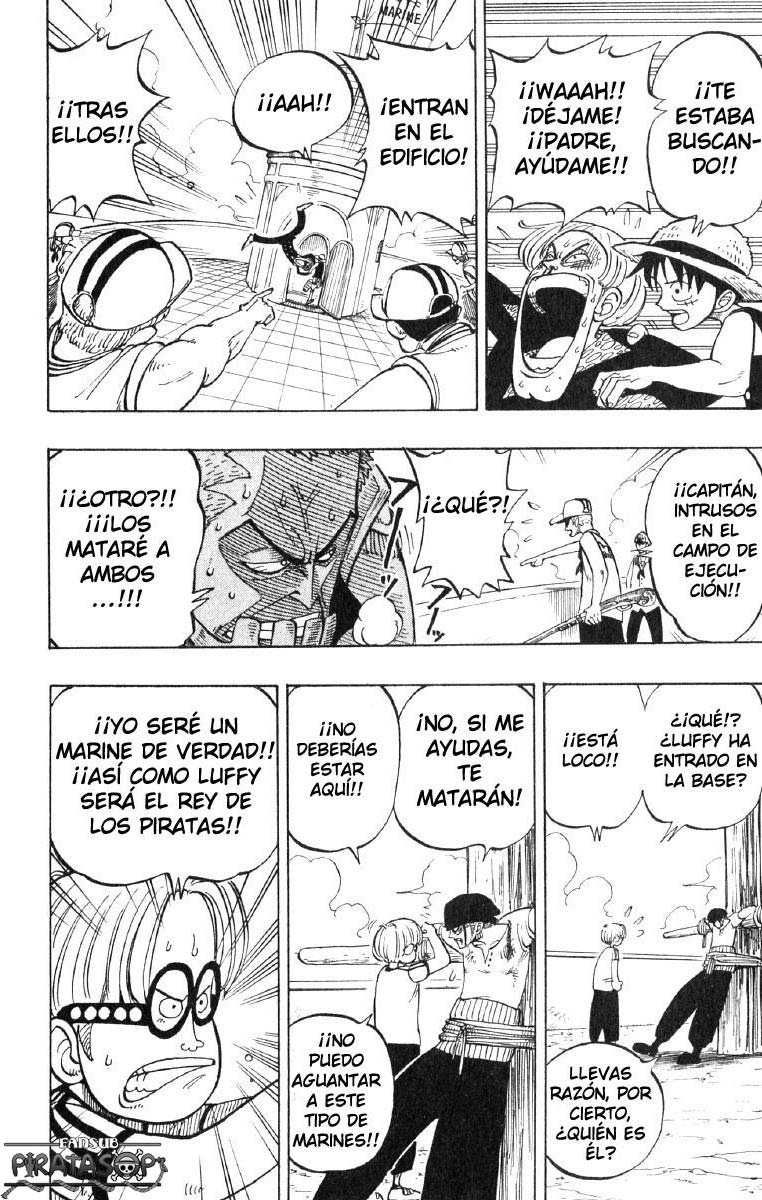 ¡¡TE
ESTABA
BUSCAN-
DO!!
¡¡WAAAH!!
¡DÉJAME!
¡¡PADRE,
AYÚDAME!!
MARINE
¡ENTRAN
EN EL
EDIFICIO!
¡¡AAH!!
¡¡TRAS
ELLOS!!
¡¡CAPITÁN,
INTRUSOS
EN EL
CAMPO DE
EJECU-
CIÓN!!
¡¿QUÉ?!
¡¡¿OTRO?!!
¡¡¡LOS
MATARÉ A
AMBOS
...!!!
¿¡QUÉ!?
¿LUFFY HA
ENTRADO EN
LA BASE?
¡¡ESTÁ
LOCO!!
LLEVAS
RAZÓN, POR
CIERTO,
¿QUIÉN ES
ÉL?
¡NO, SI ME
AYUDAS,
TE
MATARÁN!
¡¡NO
DEBERÍAS
ESTAR
AQUÍ!!
¡¡NO
PUEDO
AGUANTAR
A ESTE
TIPO DE
MARINES!!
¡¡YO SERÉ UN
MARINE DE VERDAD!!
¡¡ASÍ COMO LUFFY
SERÁ EL REY DE
LOS PIRATAS!!
FANSUB
PIRATASOP